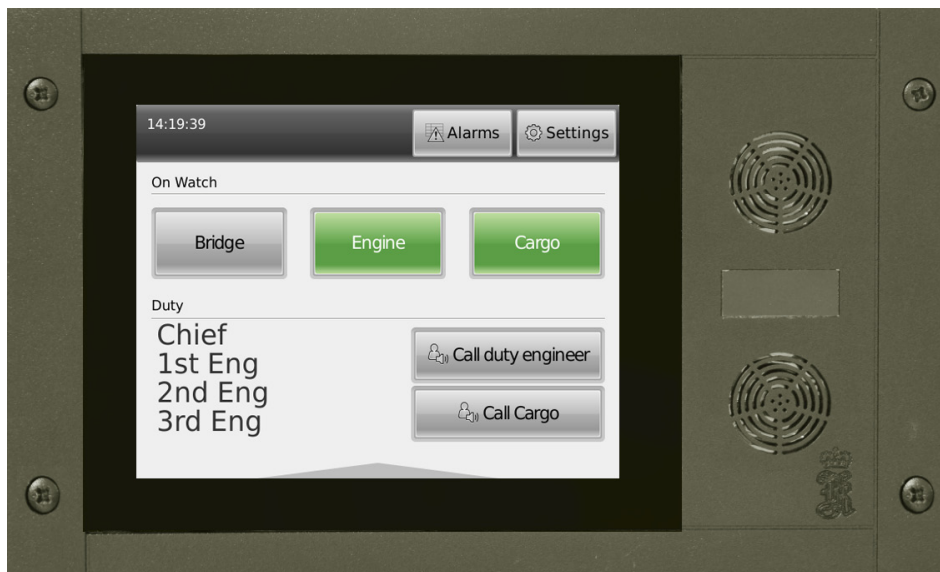 14:19:39
Alarms
Settings
On Watch
Bridge
Engine
Cargo
Duty
Chief
1st Eng
2nd Eng
3rd Eng
Call duty engineer
Call Cargo